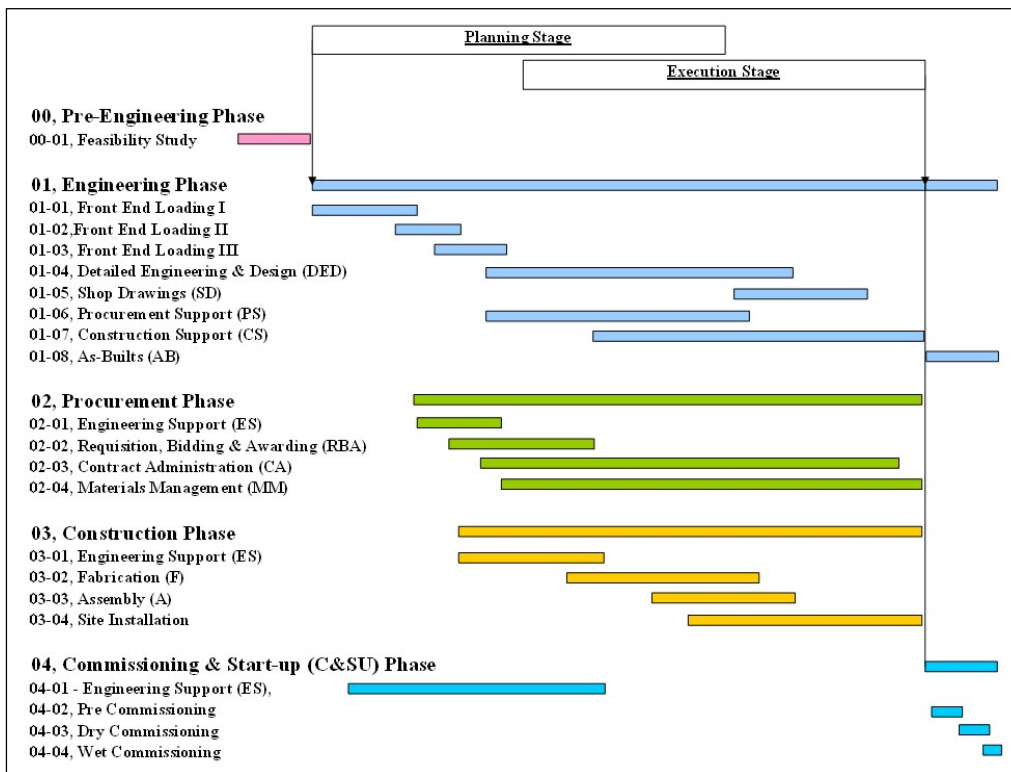 Planning Stage
Execution Stage
00, Pre-Engineering Phase
00-01, Feasibility Study
01, Engineering Phase
01-01, Front End Loading I
01-02,Front End Loading II
01-03, Front End Loading III
01-04, Detailed Engineering & Design (DED)
01-05, Shop Drawings (SD)
01-06, Procurement Support (PS)
01-07, Construction Support (CS)
01-08, As-Builts (AB)
02, Procurement Phase
02-01, Engineering Support (ES)
02-02, Requisition, Bidding & Awarding (RBA)
02-03, Contract Administration (CA)
02-04, Materials Management (MM)
03, Construction Phase
03-01, Engineering Support (ES)
03-02, Fabrication (F)
03-03, Assembly (A)
03-04, Site Installation
04, Commissioning & Start-up (C&SU) Phase
04-01 - Engineering Support (ES),
04-02, Pre Commissioning
04-03, Dry Commissioning
04-04, Wet Commissioning